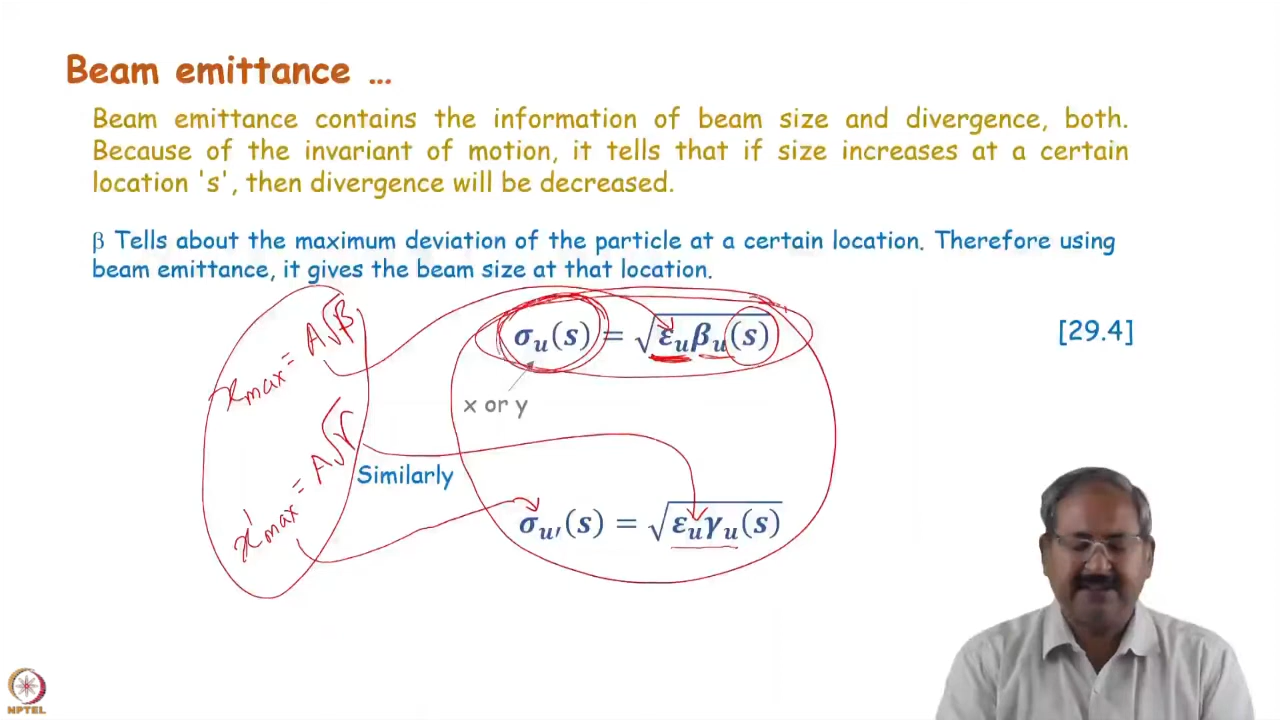 Beam emittance ...
Beam emittance contains the information of beam size and divergence, both.
Because of the invariant of motion, it tells that if size increases at a certain
location 's', then divergence will be decreased.
β Tells about the maximum deviation of the particle at a certain location. Therefore using
beam emittance, it gives the beam size at that location.
x max = A√β
σᵤ(s) = √εᵤβᵤ(s)
[29.4]
x or y
x' max = A√γ
Similarly
σᵤ′(s) = √εᵤγᵤ(s)
NPTEL